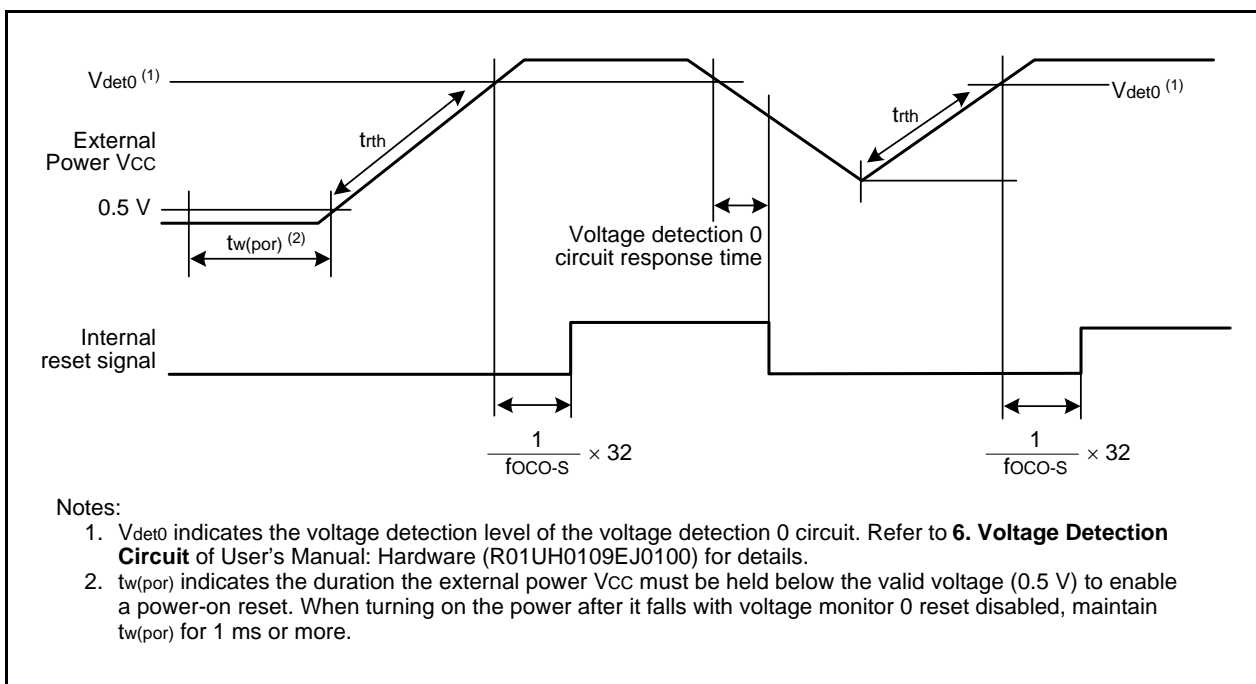 Vdet0 (1)
trth
External
Power VCC
0.5 V
tw(por) (2)
Voltage detection 0
circuit response time
trth
Vdet0 (1)
Internal
reset signal
1
fOCO-S
× 32
1
fOCO-S
× 32
Notes:
1. Vdet0 indicates the voltage detection level of the voltage detection 0 circuit. Refer to 6. Voltage Detection
Circuit of User's Manual: Hardware (R01UH0109EJ0100) for details.
2. tw(por) indicates the duration the external power VCC must be held below the valid voltage (0.5 V) to enable
a power-on reset. When turning on the power after it falls with voltage monitor 0 reset disabled, maintain
tw(por) for 1 ms or more.